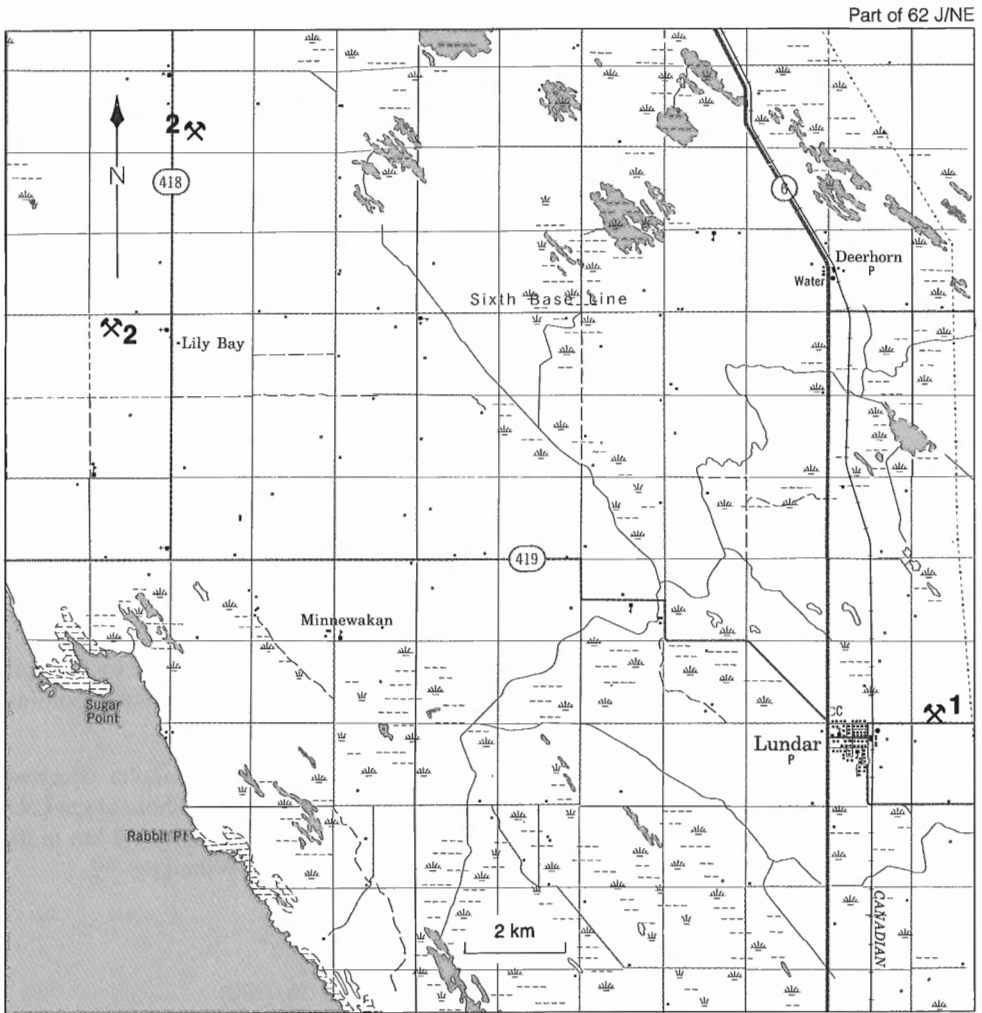 Part of 62 J/NE
2
N
418
6
Deerhorn
P
Water
Sixth Base Line
2
Lily Bay
419
Minnewakan
Sugar
Point
1
CC
Lundar
P
Rabbit Pt
2 km
CANADIAN